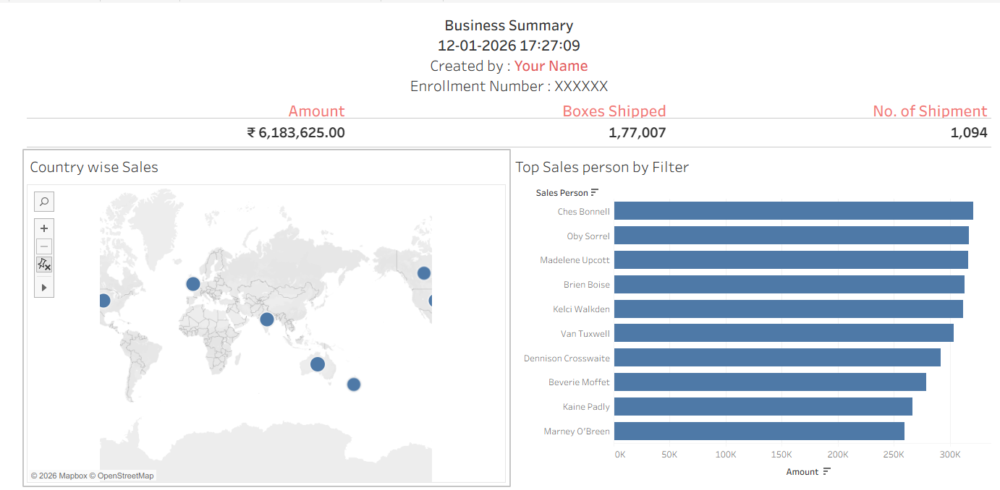 Business Summary
12-01-2026 17:27:09
Created by : Your Name
Enrollment Number : XXXXXX
Amount Boxes Shipped No. of Shipment
₹ 6,183,625.00 1,77,007 1,094
Country wise Sales
© 2026 Mapbox © OpenStreetMap
Top Sales person by Filter
Sales Person
Ches Bonnell
Oby Sorrel
Madelene Upcott
Brien Boise
Kelci Walkden
Van Tuxwell
Dennison Crosswaite
Beverie Moffet
Kaine Padly
Marney O’Breen
0K 50K 100K 150K 200K 250K 300K
Amount